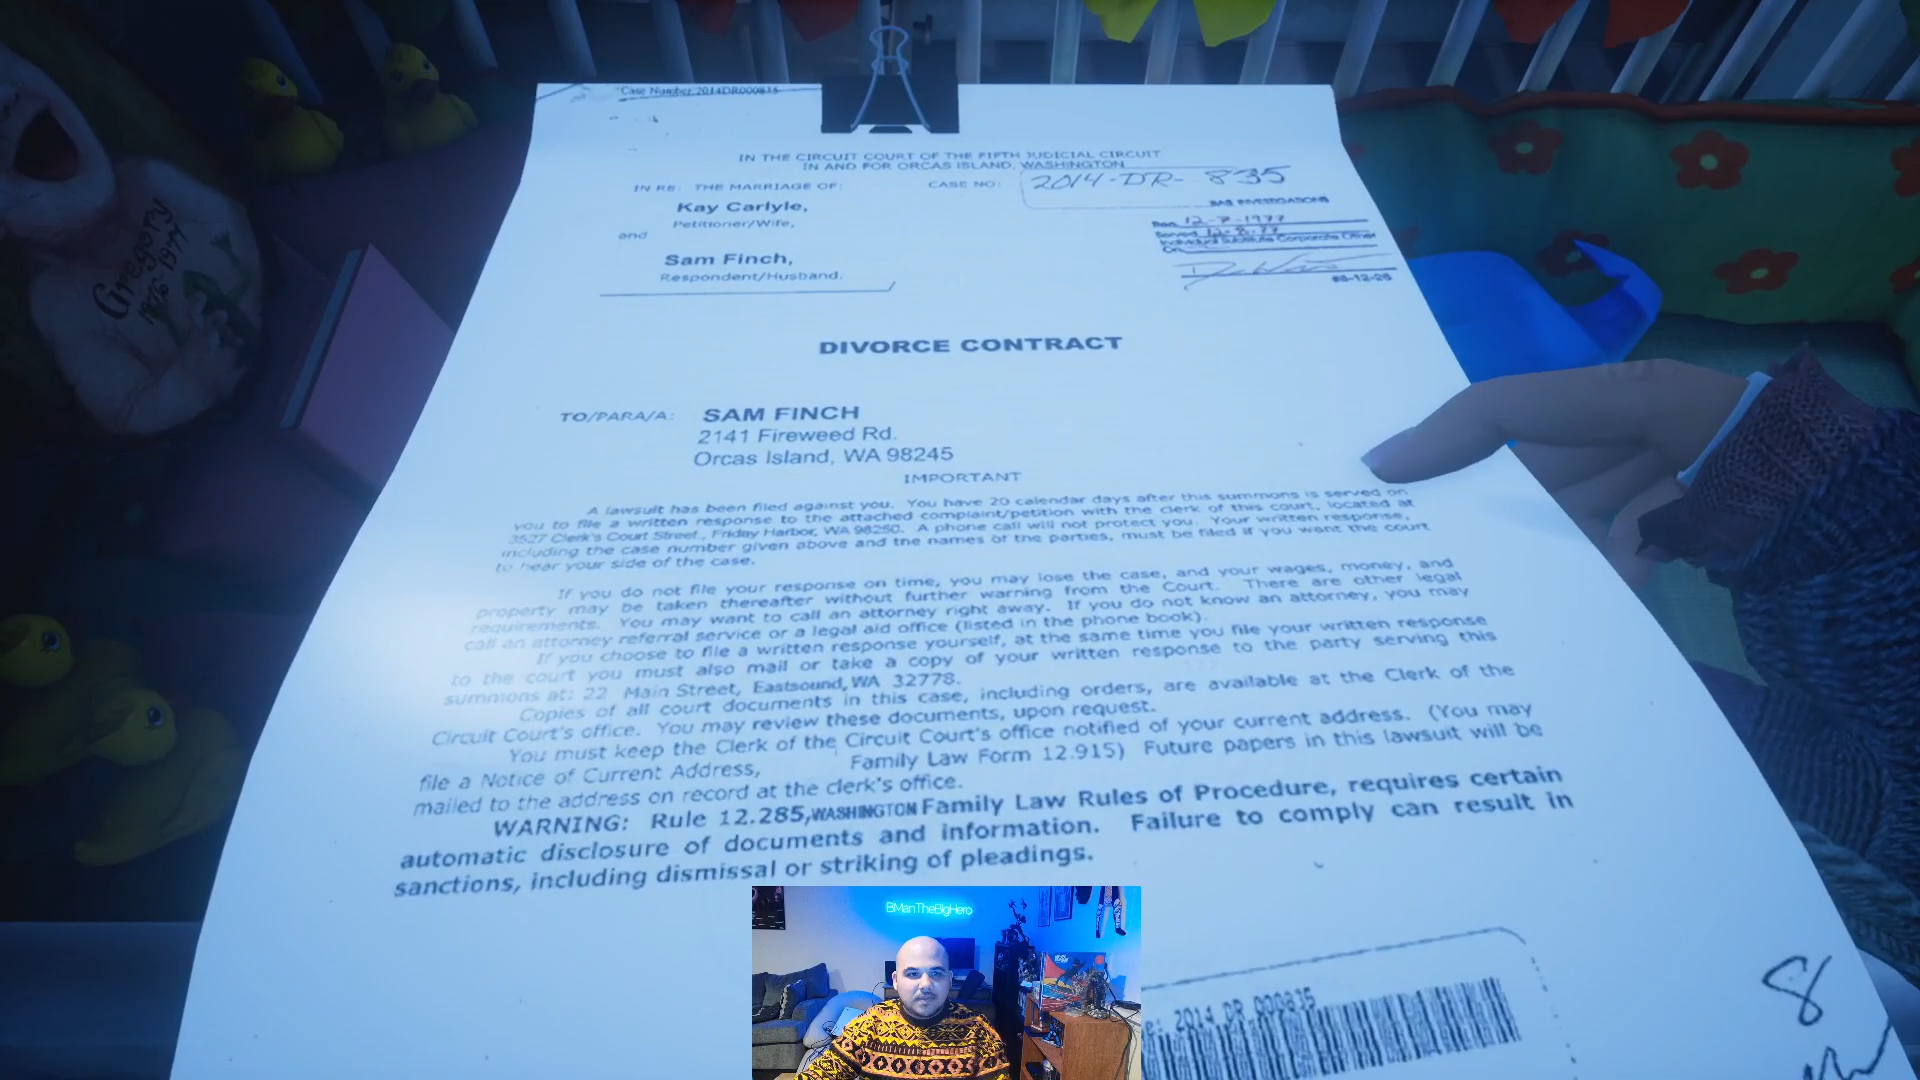 Case Number:2014DR000835
IN THE CIRCUIT COURT OF THE FIFTH JUDICIAL CIRCUIT
IN AND FOR ORCAS ISLAND, WASHINGTON
IN RE: THE MARRIAGE OF:
CASE NO: 2014-DR- 835
Kay Carlyle,
Petitioner/Wife,
and
Sam Finch,
Respondent/Husband.
INVESTIGATIONS
12-7-1977
Served 12-8-77
Individual Substitute Corporate Other
DIVORCE CONTRACT
TO/PARA/A: SAM FINCH
2141 Fireweed Rd.
Orcas Island, WA 98245
IMPORTANT
A lawsuit has been filed against you. You have 20 calendar days after this summons is served on
you to file a written response to the attached complaint/petition with the clerk of this court, located at
3527 Clerk's Court Street., Friday Harbor, WA 98250. A phone call will not protect you. Your written response,
including the case number given above and the names of the parties, must be filed if you want the court
to hear your side of the case.
If you do not file your response on time, you may lose the case, and your wages, money, and
property may be taken thereafter without further warning from the Court. There are other legal
requirements. You may want to call an attorney right away. If you do not know an attorney, you may
call an attorney referral service or a legal aid office (listed in the phone book).
If you choose to file a written response yourself, at the same time you file your written response
to the court you must also mail or take a copy of your written response to the party serving this
summons at: 22 Main Street, Eastsound, WA 32778.
Copies of all court documents in this case, including orders, are available at the Clerk of the
Circuit Court's office. You may review these documents, upon request.
You must keep the Clerk of the Circuit Court's office notified of your current address. (You may
file a Notice of Current Address, Family Law Form 12.915) Future papers in this lawsuit will be
mailed to the address on record at the clerk's office.
WARNING: Rule 12.285, WASHINGTON Family Law Rules of Procedure, requires certain
automatic disclosure of documents and information. Failure to comply can result in
sanctions, including dismissal or striking of pleadings.
Gregory
1976-1977
BManTheBigHero
2014 DR 000835
8